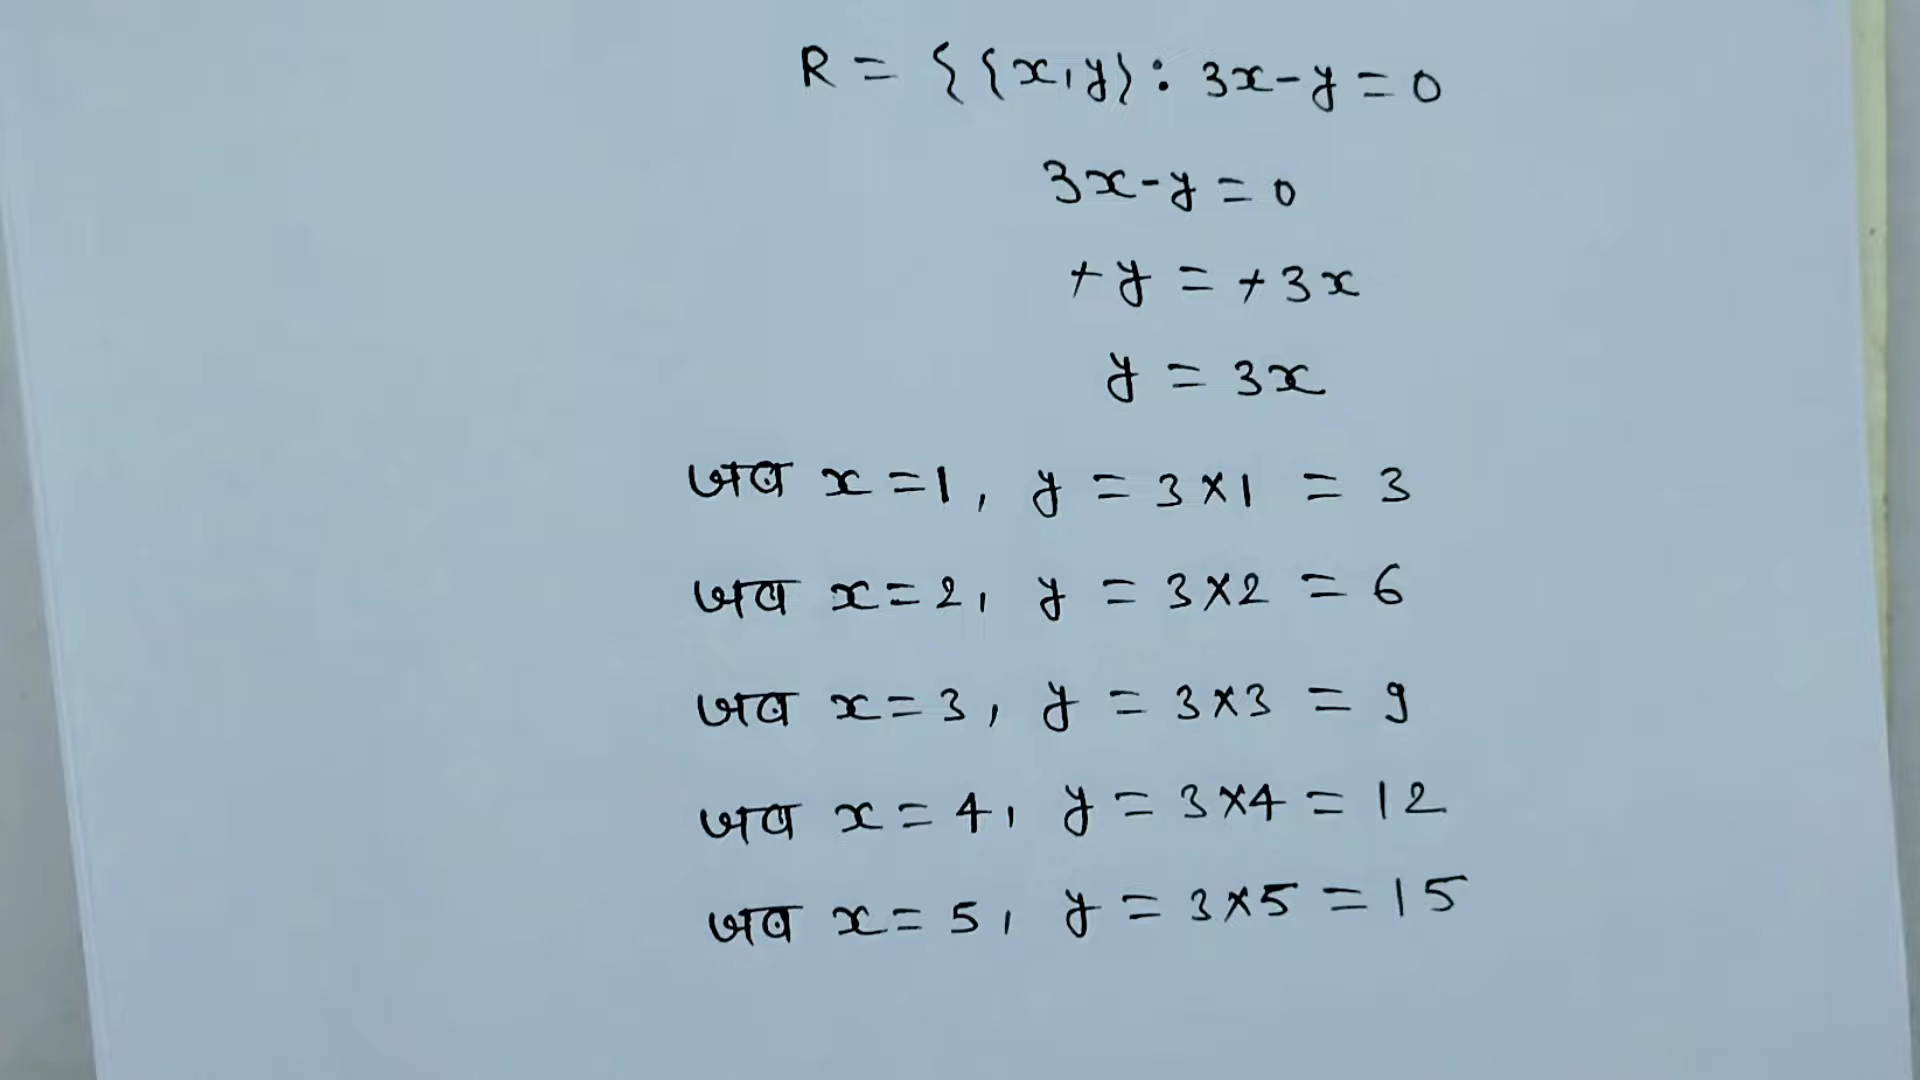 R = { {x,y} : 3x-y = 0
3x-y = 0
+y = +3x
y = 3x
जब x=1, y = 3×1 = 3
जब x=2, y = 3×2 = 6
जब x=3, y = 3×3 = 9
जब x=4, y = 3×4 = 12
जब x=5, y = 3×5 = 15